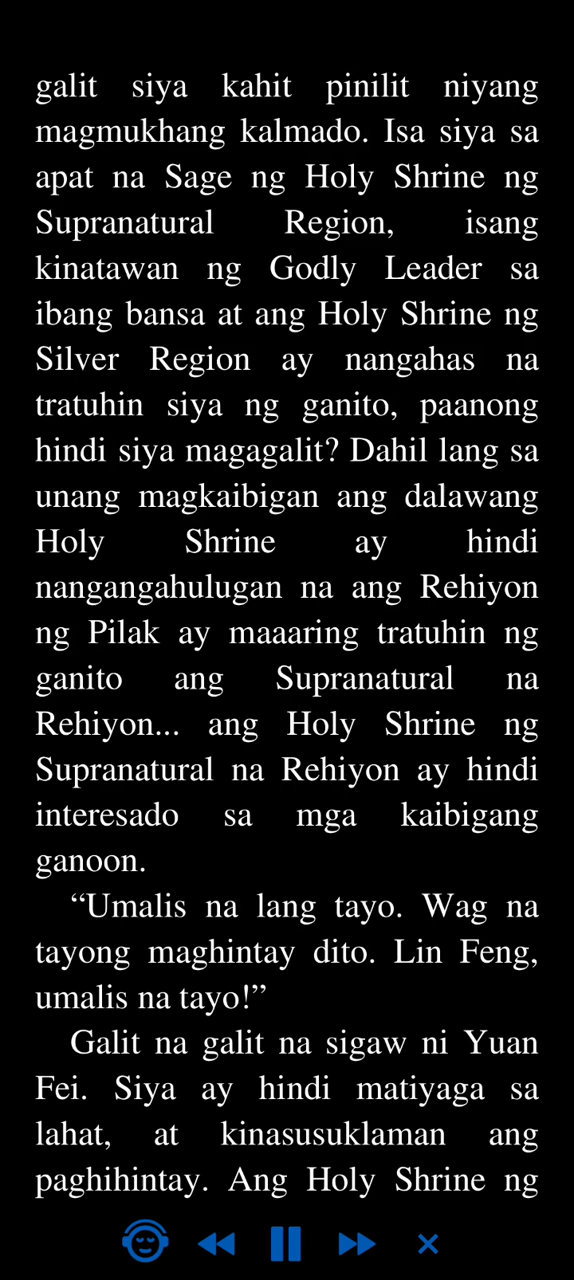 galit siya kahit pinilit niyang
magmukhang kalmado. Isa siya sa
apat na Sage ng Holy Shrine ng
Supranatural Region, isang
kinatawan ng Godly Leader sa
ibang bansa at ang Holy Shrine ng
Silver Region ay nangahas na
tratuhin siya ng ganito, paanong
hindi siya magagalit? Dahil lang sa
unang magkaibigan ang dalawang
Holy Shrine ay hindi
nangangahulugan na ang Rehiyon
ng Pilak ay maaaring tratuhin ng
ganito ang Supranatural na
Rehiyon... ang Holy Shrine ng
Supranatural na Rehiyon ay hindi
interesado sa mga kaibigang
ganoon.
“Umalis na lang tayo. Wag na
tayong maghintay dito. Lin Feng,
umalis na tayo!”
Galit na galit na sigaw ni Yuan
Fei. Siya ay hindi matiyaga sa
lahat, at kinasusuklaman ang
paghihintay. Ang Holy Shrine ng